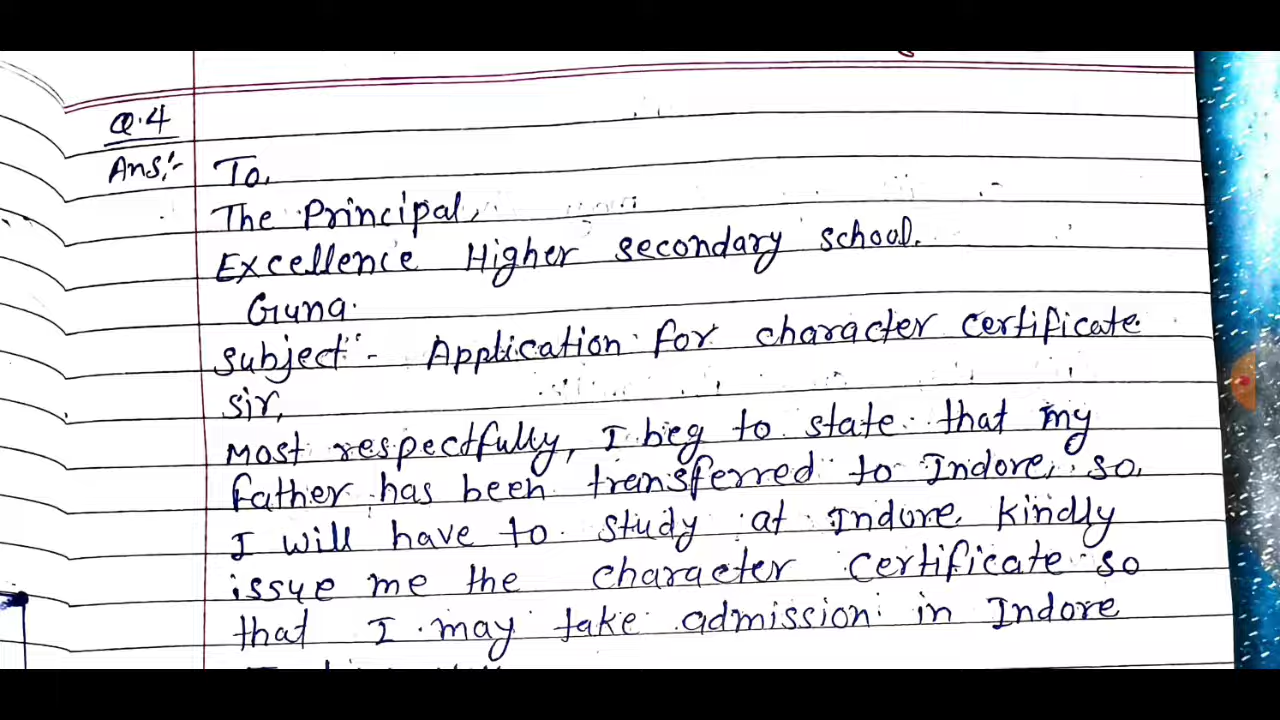 Q.4
Ans:- To,
The Principal,
Excellence Higher secondary school.
Guna.
subject:- Application for character certificate
sir,
Most respectfully, I beg to state that my
father has been transferred to Indore, so
I will have to study at Indore kindly
issue me the character certificate so
that I may take admission in Indore